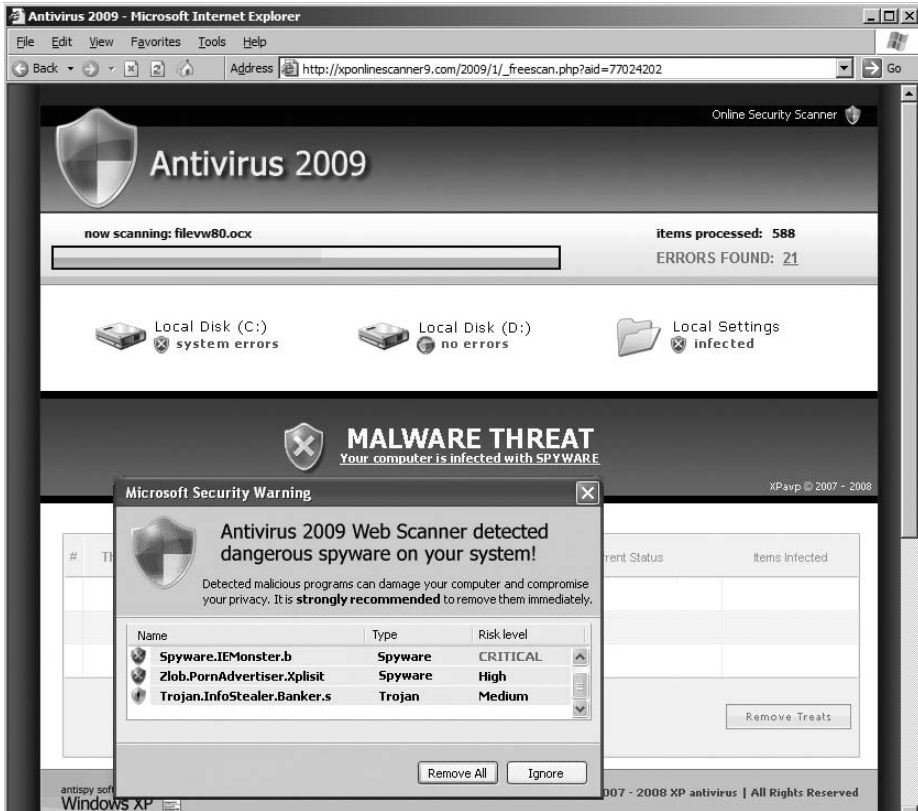 Antivirus 2009 - Microsoft Internet Explorer
File Edit View Favorites Tools Help
Back Address http://xponlinescanner9.com/2009/1/_freescan.php?aid=77024202 Go
Online Security Scanner
Antivirus 2009
now scanning: filevw80.ocx items processed: 588
ERRORS FOUND: 21
Local Disk (C:) Local Disk (D:) Local Settings
system errors no errors infected
MALWARE THREAT
Your computer is infected with SPYWARE
XPavp © 2007 - 2008
Microsoft Security Warning
Antivirus 2009 Web Scanner detected
dangerous spyware on your system!
Detected malicious programs can damage your computer and compromise
your privacy. It is strongly recommended to remove them immediately.
Name Type Risk level
Spyware.IEMonster.b Spyware CRITICAL
Zlob.PornAdvertiser.Xplisit Spyware High
Trojan.InfoStealer.Banker.s Trojan Medium
Remove All Ignore
# Status Items Infected
Remove Treats
antispy
Windows XP
2008 XP antivirus | All Rights Reserved